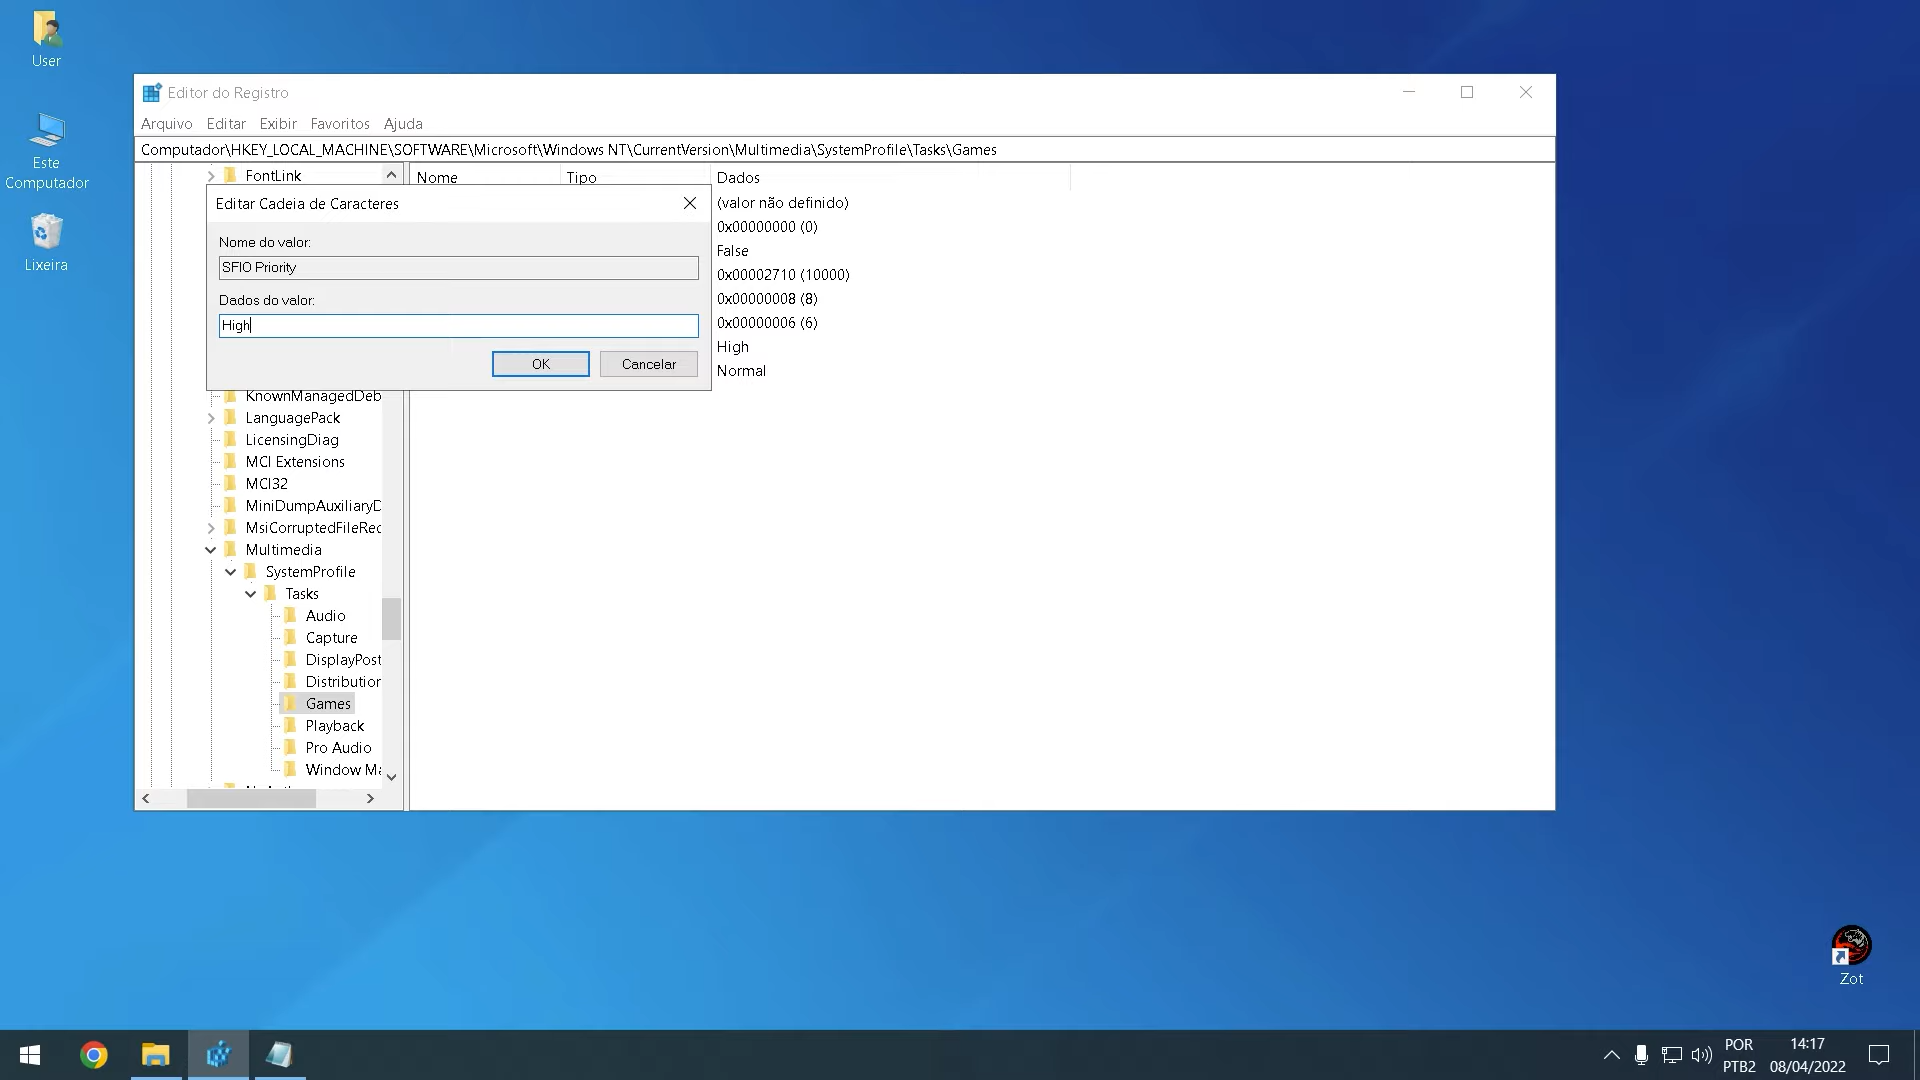 User
Este
Computador
Lixeira
Editor do Registro
Arquivo Editar Exibir Favoritos Ajuda
Computador\HKEY_LOCAL_MACHINE\SOFTWARE\Microsoft\Windows NT\CurrentVersion\Multimedia\SystemProfile\Tasks\Games
FontLink
Nome Tipo Dados
Editar Cadeia de Caracteres
Nome do valor:
SFIO Priority
Dados do valor:
High
OK Cancelar
(valor não definido)
0x00000000 (0)
False
0x00002710 (10000)
0x00000008 (8)
0x00000006 (6)
High
Normal
KnownManagedDeb
LanguagePack
LicensingDiag
MCI Extensions
MCI32
MiniDumpAuxiliaryD
MsiCorruptedFileRec
Multimedia
SystemProfile
Tasks
Audio
Capture
DisplayPost
Distribution
Games
Playback
Pro Audio
Window Ma
Zot
POR
PTB2
14:17
08/04/2022